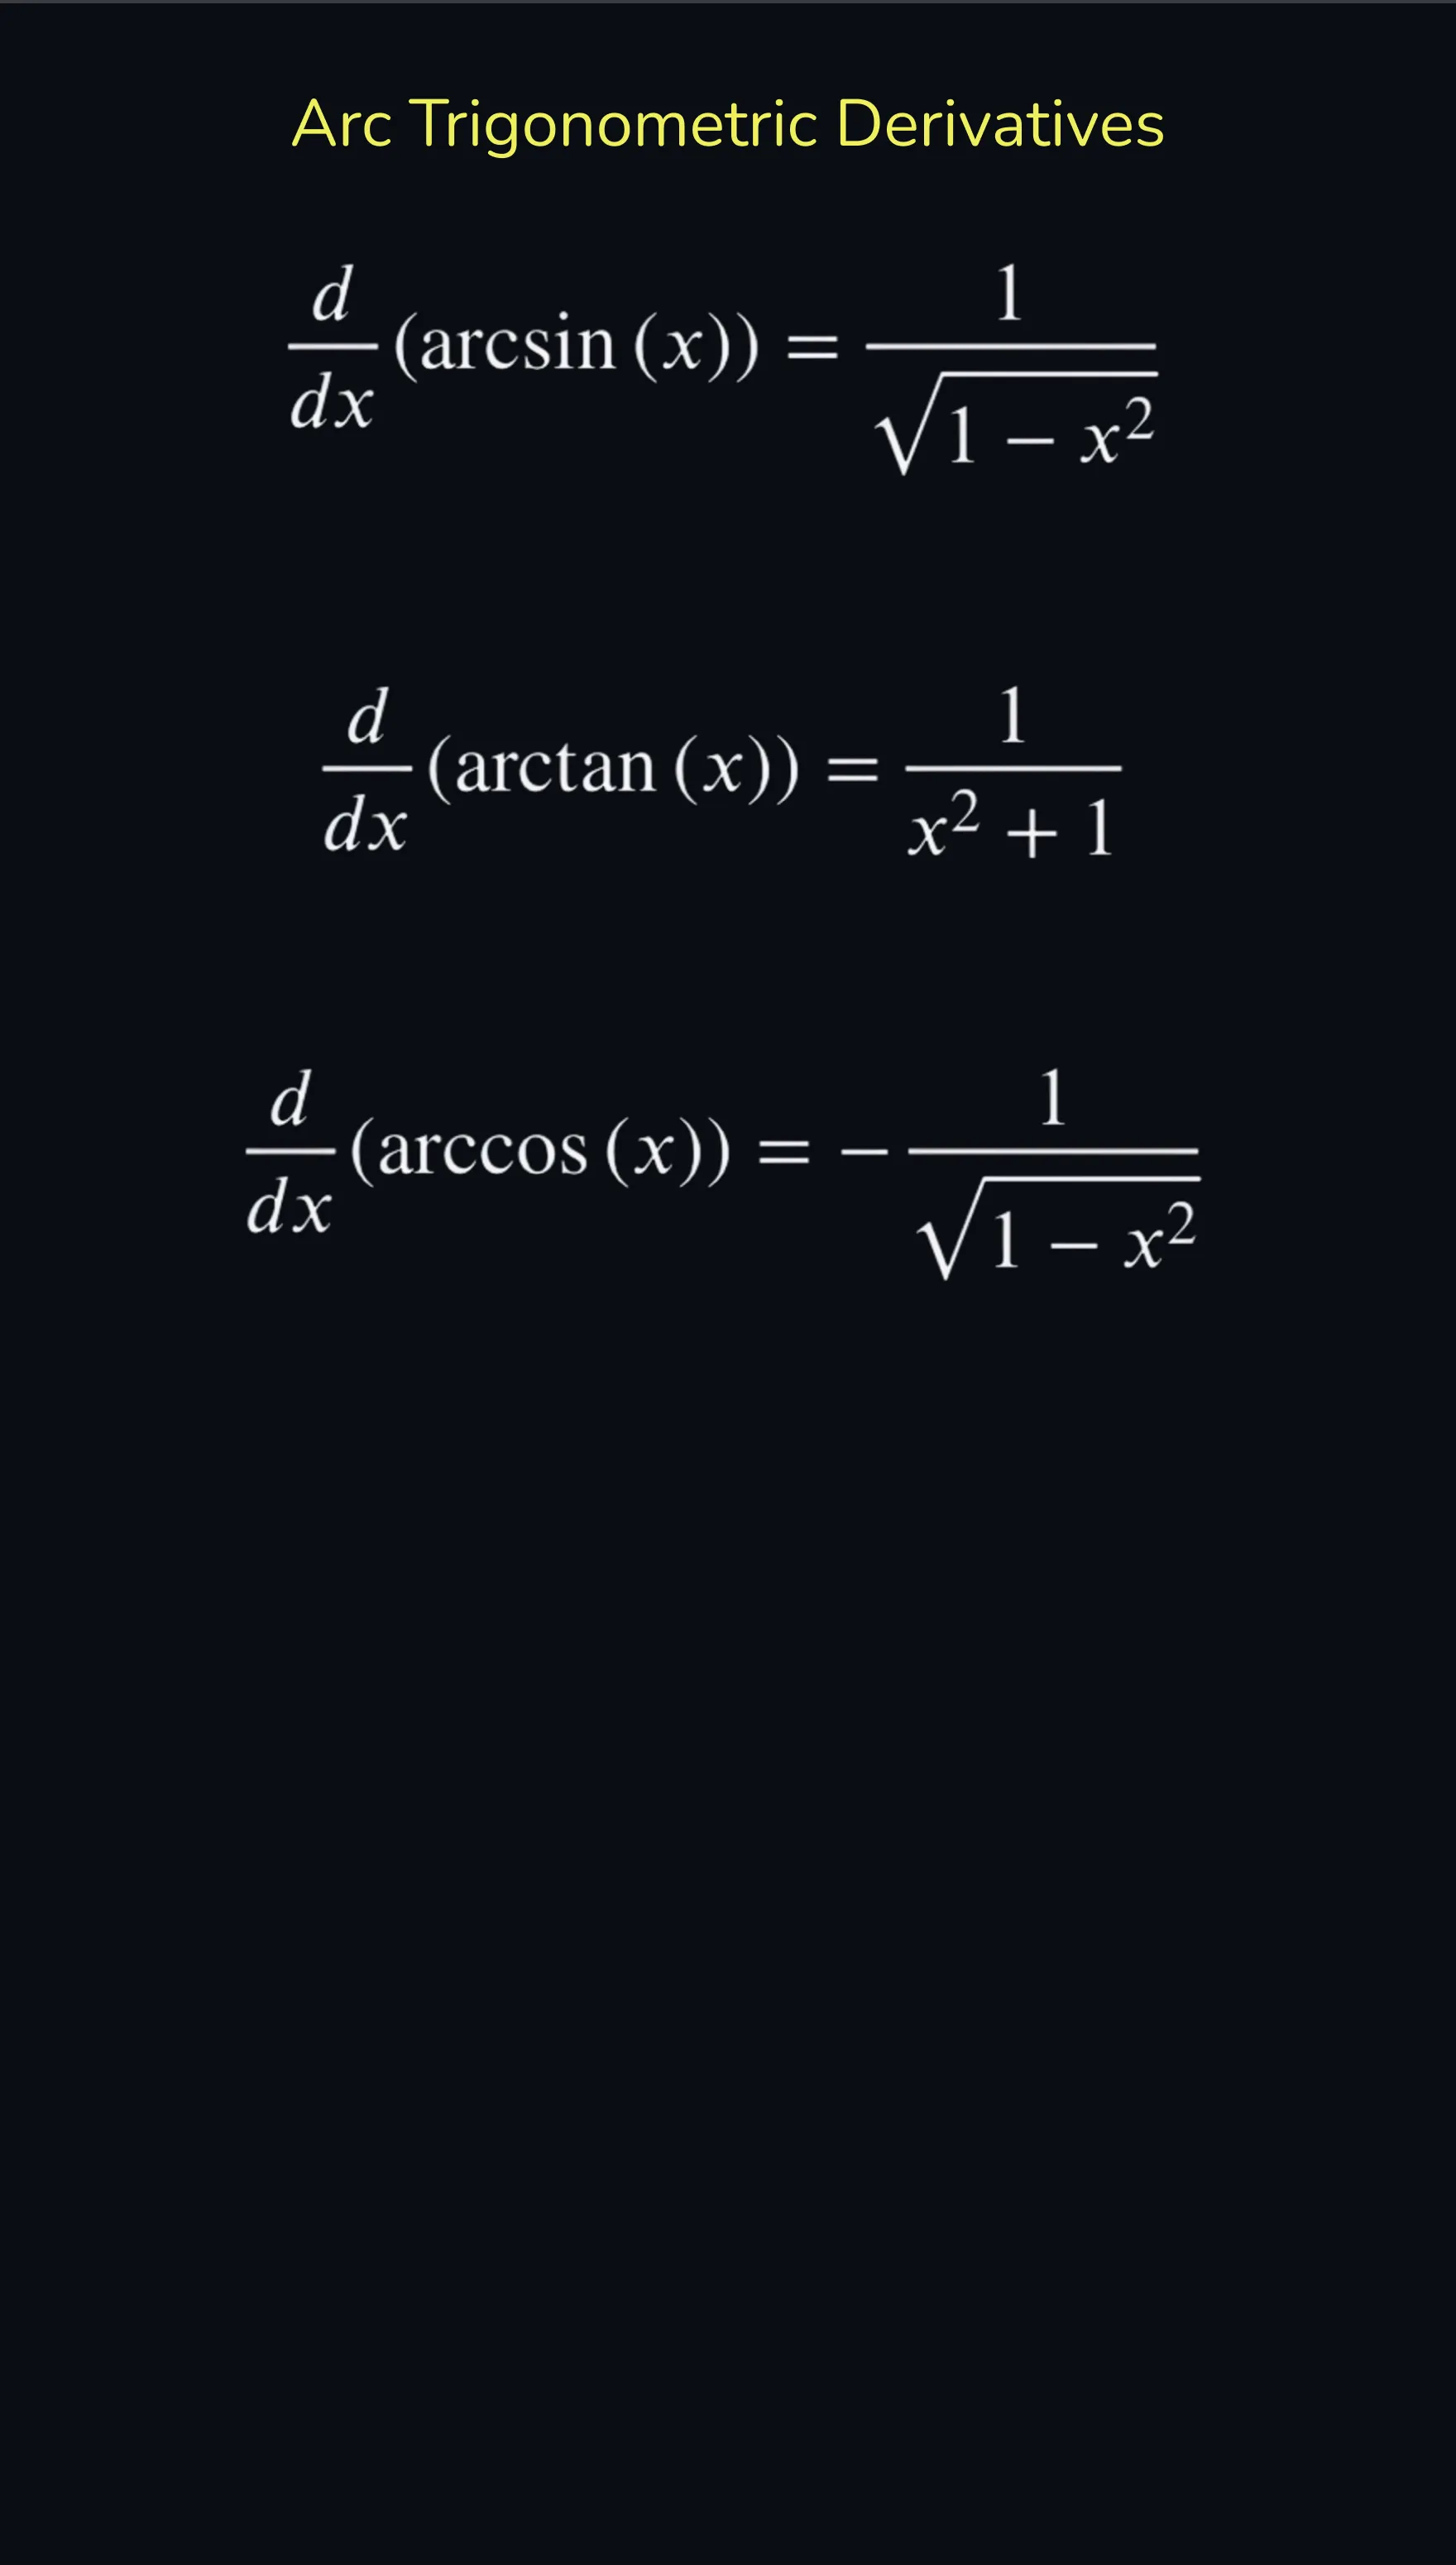 Arc Trigonometric Derivatives
d/dx (arcsin (x)) = 1/√(1 − x²)
d/dx (arctan (x)) = 1/(x² + 1)
d/dx (arccos (x)) = − 1/√(1 − x²)